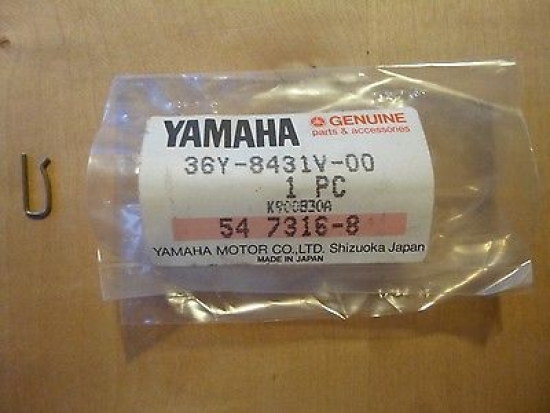 YAMAHA
GENUINE
parts & accessories
36Y-8431V-00
1 PC
K900830A
54 7316-8
YAMAHA MOTOR CO.,LTD. Shizuoka Japan
MADE IN JAPAN